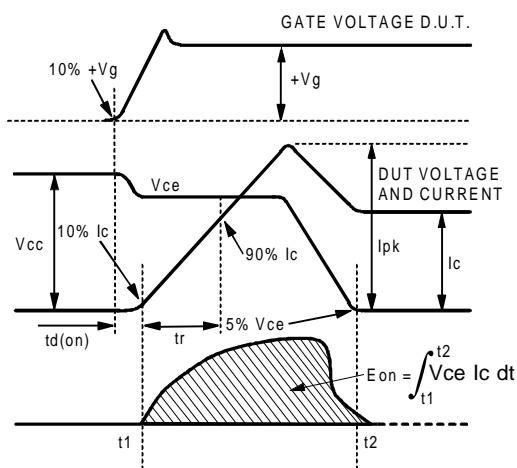 GATE VOLTAGE D.U.T.
10% +Vg
+Vg
DUT VOLTAGE
AND CURRENT
Vce
Vcc
10% Ic
90% Ic
Ipk
Ic
5% Vce
td(on)
tr
Eon = ∫ Vce Ic dt
t2
t1
t1
t2